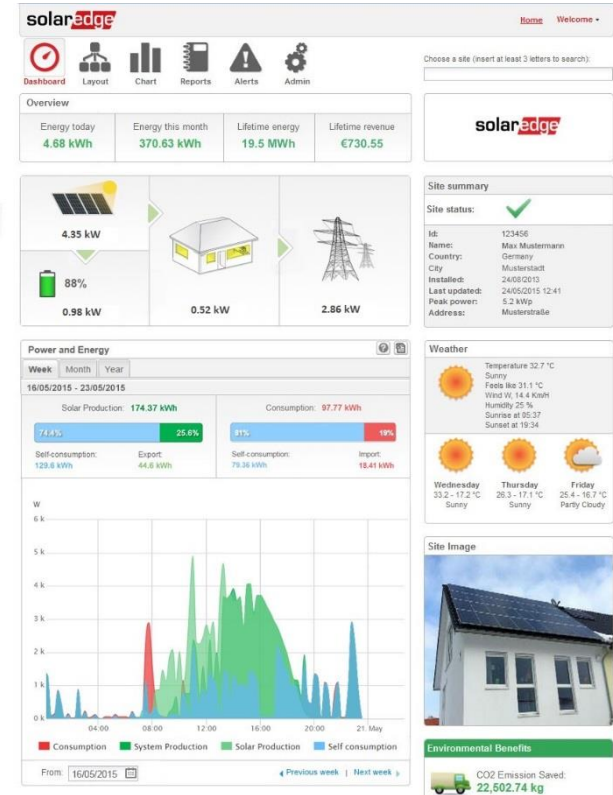 solaredge
Home Welcome
Dashboard Layout Chart Reports Alerts Admin
Choose a site (insert at least 3 letters to search):
Overview
Energy today Energy this month Lifetime energy Lifetime revenue
4.68 kWh 370.63 kWh 19.5 MWh €730.55
solaredge
4.35 kW
88%
0.98 kW 0.52 kW 2.86 kW
Site summary
Site status:
Id: 123456
Name: Max Mustermann
Country: Germany
City Musterstadt
Installed: 24/08/2013
Last updated: 24/05/2015 12:41
Peak power: 5.2 kWp
Address: Musterstraße
Power and Energy
Week Month Year
16/05/2015 - 23/05/2015
Solar Production: 174.37 kWh Consumption: 97.77 kWh
74.4% 25.6% 81% 19%
Self-consumption: Export: Self-consumption: Import:
129.6 kWh 44.6 kWh 79.36 kWh 18.41 kWh
W
6 k
5 k
4 k
3 k
2 k
1 k
0 k
04:00 08:00 12:00 16:00 20:00 21. May
Consumption System Production Solar Production Self consumption
From: 16/05/2015 Previous week | Next week
Weather
Temperature 32.7 °C
Sunny
Feels like 31.1 °C
Wind W, 14.4 Km/H
Humidity 25 %
Sunrise at 05:37
Sunset at 19:34
Wednesday Thursday Friday
33.2 - 17.2 °C 26.3 - 17.1 °C 25.4 - 16.7 °C
Sunny Sunny Partly Cloudy
Site Image
Environmental Benefits
CO2 Emission Saved:
22,502.74 kg